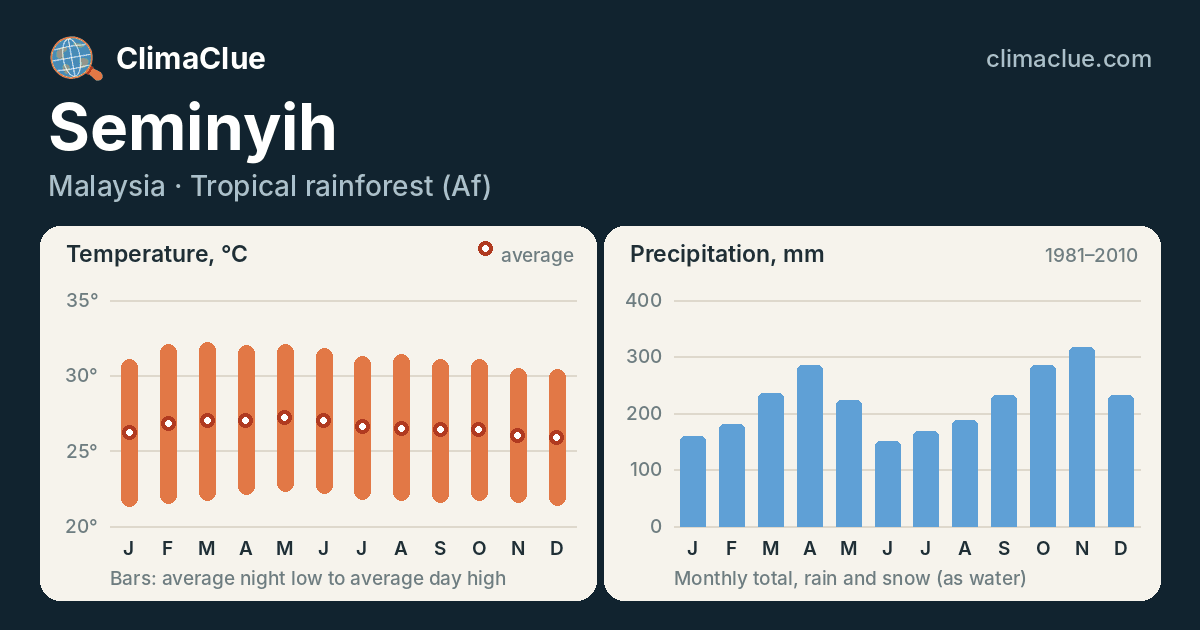 ClimaClue
climaclue.com
Seminyih
Malaysia · Tropical rainforest (Af)
Temperature, °C
average
35°
30°
25°
20°
J F M A M J J A S O N D
Bars: average night low to average day high
Precipitation, mm
1981–2010
400
300
200
100
0
J F M A M J J A S O N D
Monthly total, rain and snow (as water)